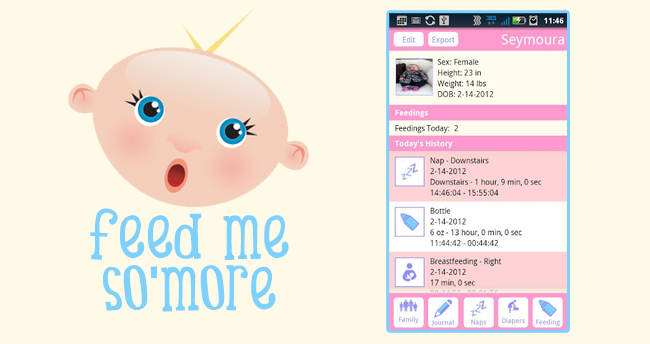 feed me
so'more
3G
11:46
Edit
Export
Seymoura
Sex: Female
Height: 23 in
Weight: 14 lbs
DOB: 2-14-2012
Feedings
Feedings Today: 2
Today's History
Nap - Downstairs
2-14-2012
Downstairs - 1 hour, 9 min, 0 sec
14:46:04 - 15:55:04
Bottle
2-14-2012
6 oz - 13 hour, 0 min, 0 sec
11:44:42 - 00:44:42
Breastfeeding - Right
2-14-2012
17 min, 0 sec
Family
Journal
Naps
Diapers
Feeding